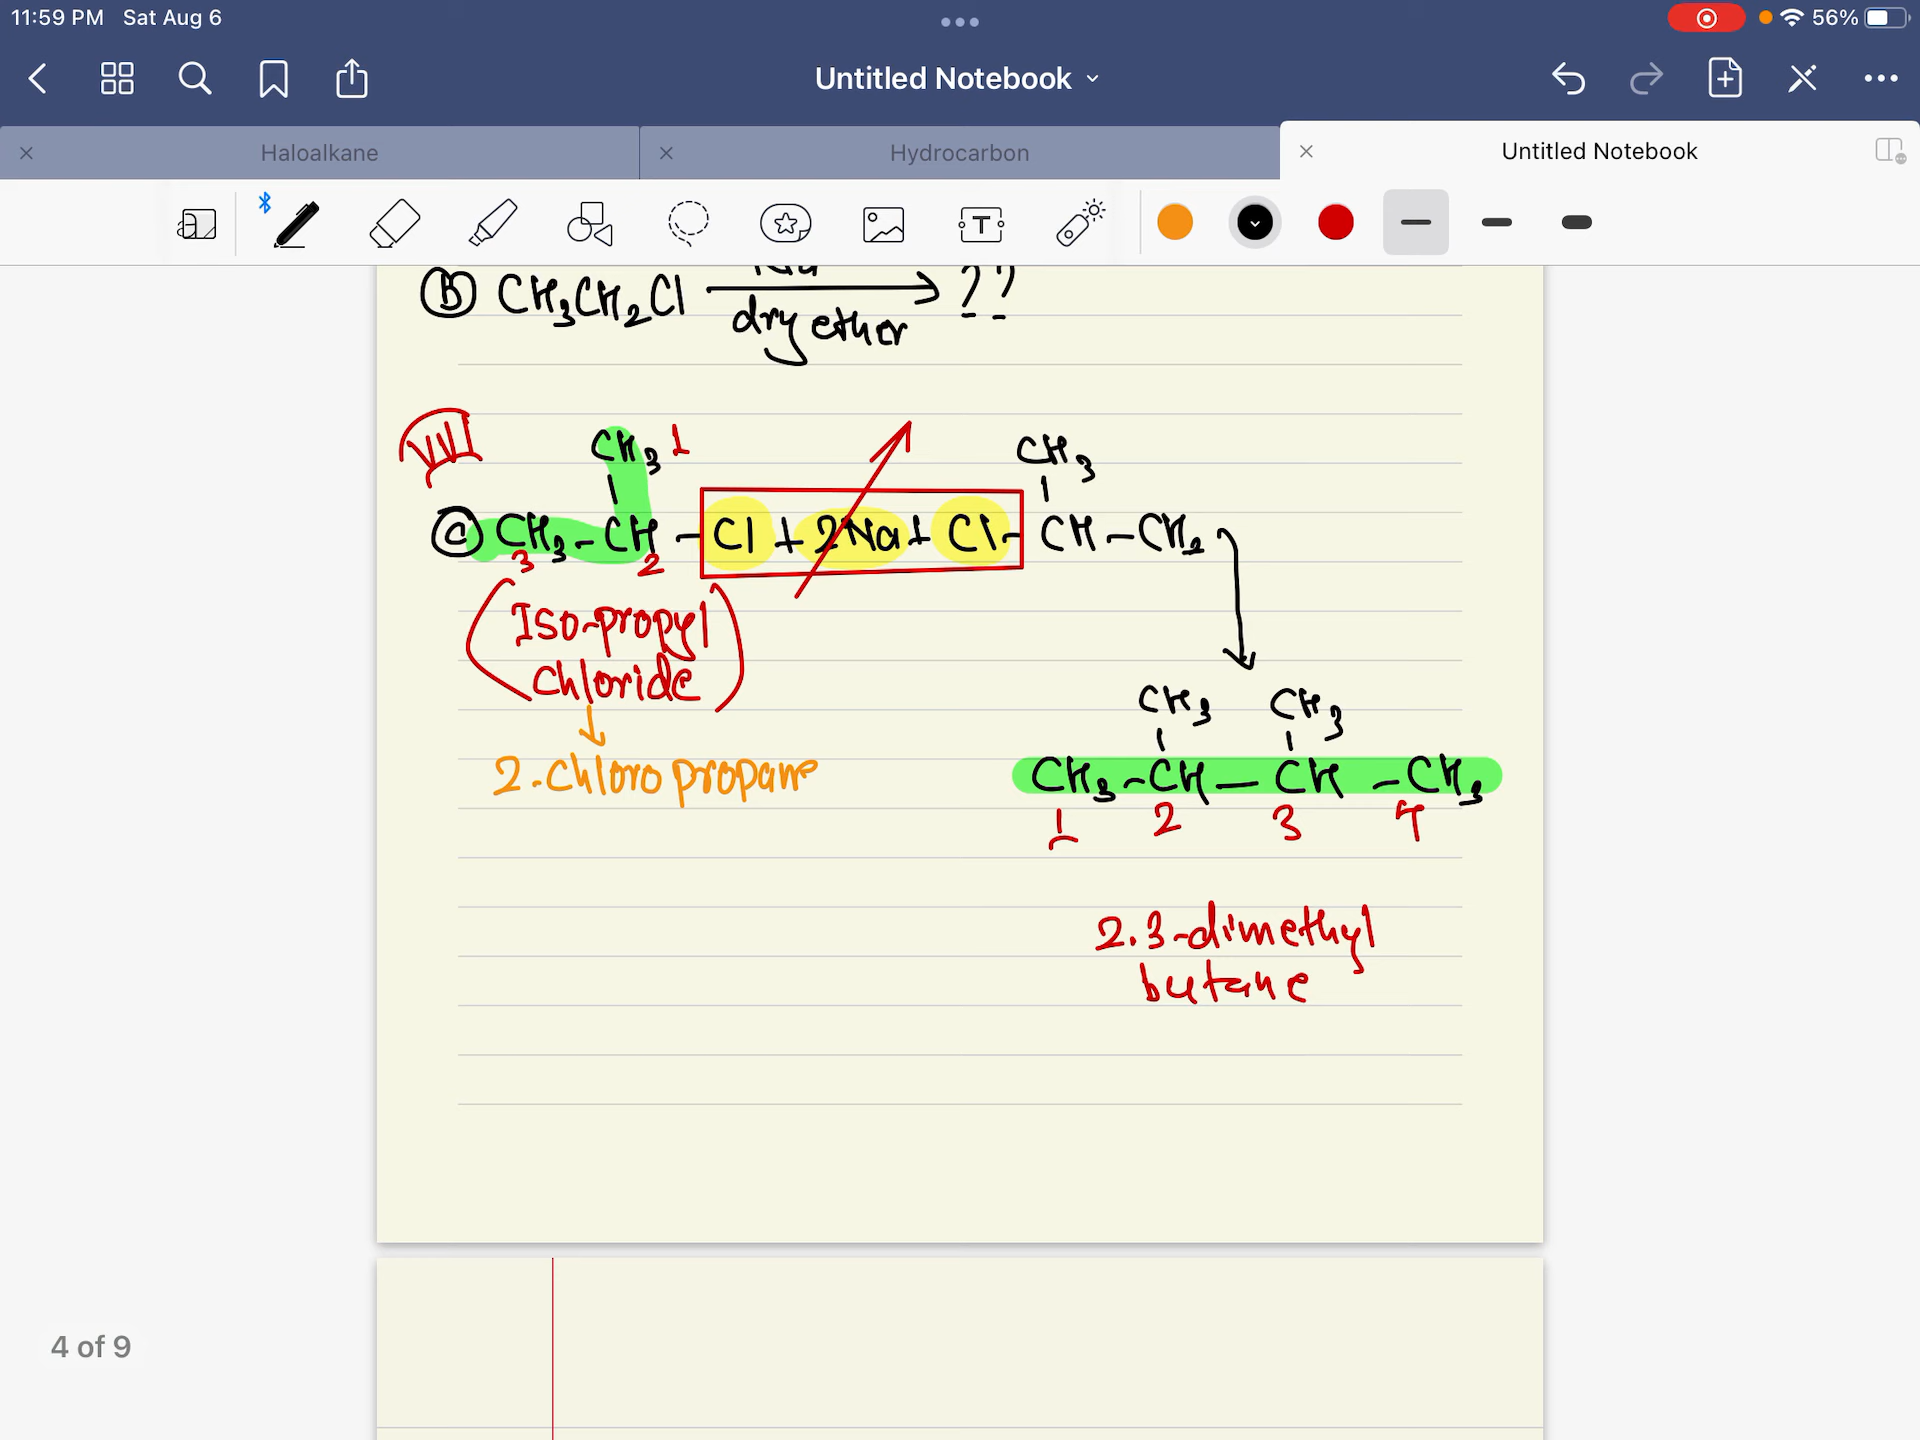 11:59 PM Sat Aug 6
56%
Untitled Notebook
Haloalkane
Hydrocarbon
Untitled Notebook
T
Ⓑ CH₃CH₂Cl ⟶ ??
dry ether
CH₃ 1 CH₃
Ⓒ CH₃-CH-Cl+2Na+Cl-CH-CH₂
3 2
(Iso-propyl
Chloride)
CH₃ CH₃
2-Chloro propane
CH₃-CH-CH-CH₃
1 2 3 4
2.3-dimethyl
butane
4 of 9